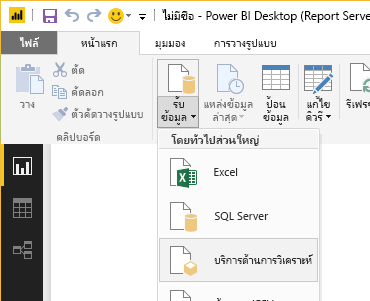 ไม่มีชื่อ - Power BI Desktop (Report Serve
ไฟล์
หน้าแรก
มุมมอง
การวางรูปแบบ
วาง
ตัด
คัดลอก
ตัวคัดวางรูปแบบ
คลิปบอร์ด
รับ
ข้อมูล
แหล่งข้อมูล
ล่าสุด
ป้อน
ข้อมูล
แก้ไข
คิวรี
รีเฟรช
โดยทั่วไปส่วนใหญ่
Excel
SQL Server
บริการด้านการวิเคราะห์